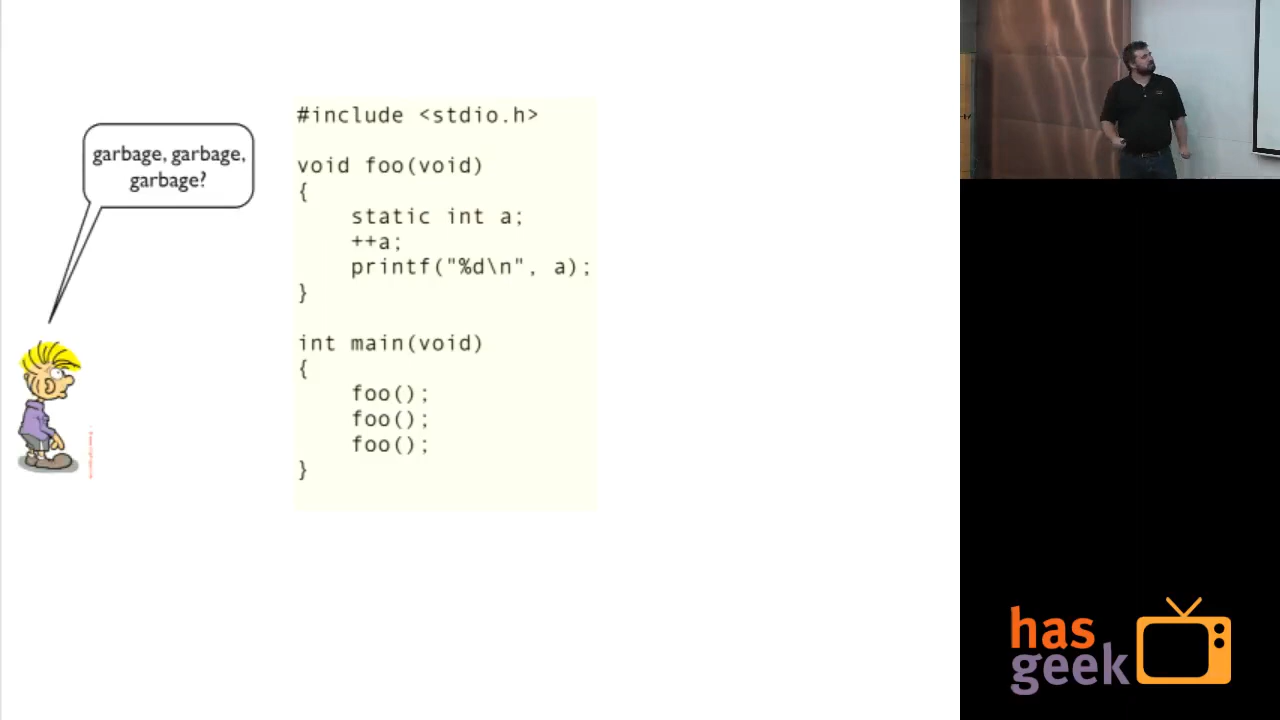 garbage, garbage,
garbage?
#include <stdio.h>
void foo(void)
{
    static int a;
    ++a;
    printf("%d\n", a);
}
int main(void)
{
    foo();
    foo();
    foo();
}
has
geek